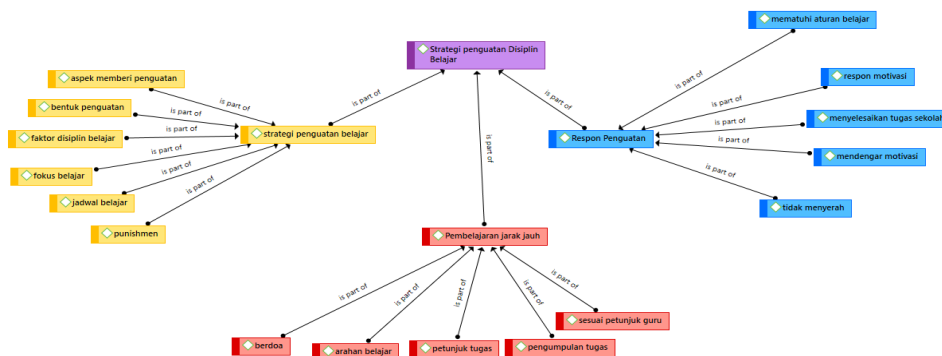 mematuhi aturan belajar
Strategi penguatan Disiplin
Belajar
aspek memberi penguatan
respon motivasi
is part of
is part of
bentuk penguatan
is part of
is part of
is part of
is part of
menyelesaikan tugas sekolah
faktor disiplin belajar
is part of
strategi penguatan belajar
Respon Penguatan
is part of
is part of
is part of
mendengar motivasi
fokus belajar
is part of
is part of
is part of
jadwal belajar
is part of
tidak menyerah
punishmen
Pembelajaran jarak jauh
is part of
is part of
is part of
is part of
is part of
sesuai petunjuk guru
berdoa
arahan belajar
petunjuk tugas
pengumpulan tugas